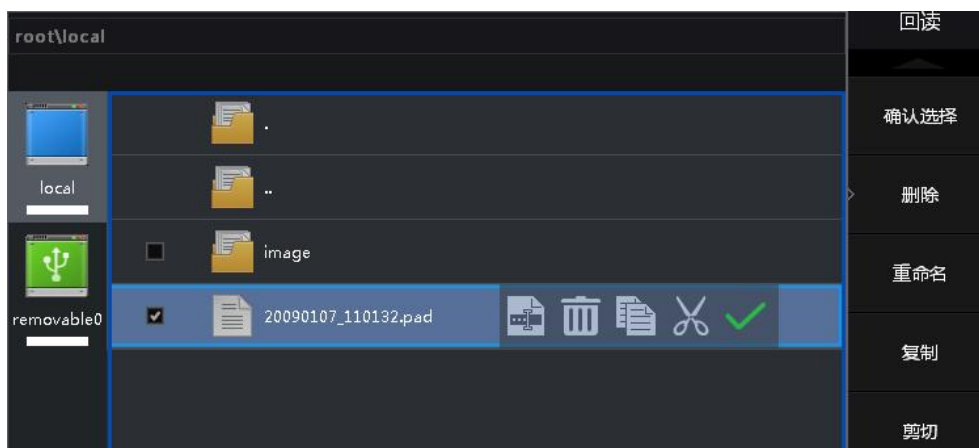 root\local
回读
local
removable0
.
..
image
20090107_110132.pad
确认选择
删除
重命名
复制
剪切